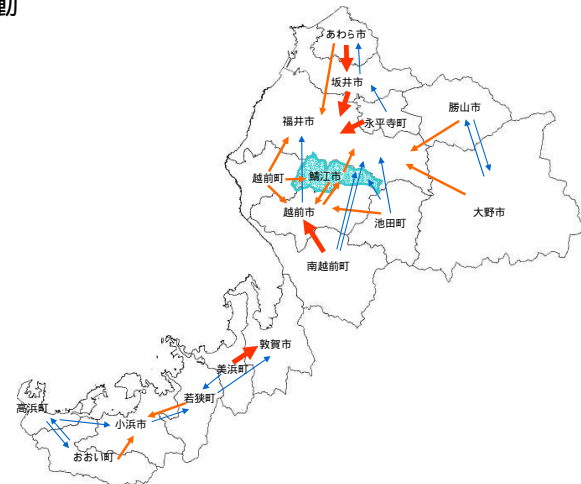 動
あわら市
坂井市
福井市
永平寺町
勝山市
越前町
鯖江市
越前市
池田町
大野市
南越前町
敦賀市
美浜町
若狭町
高浜町
小浜市
おおい町